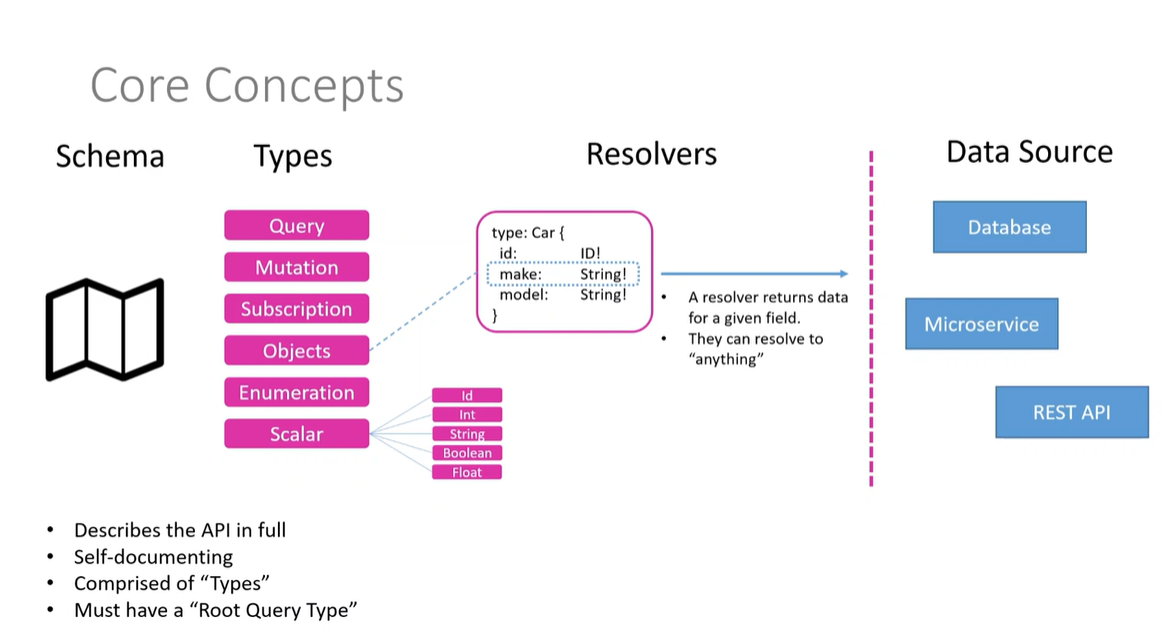 Core Concepts
Schema
Types
Resolvers
Data Source
Query
Mutation
Subscription
Objects
Enumeration
Scalar
Id
Int
String
Boolean
Float
type: Car {
id: ID!
make: String!
model: String!
}
• A resolver returns data
for a given field.
• They can resolve to
“anything”
Database
Microservice
REST API
• Describes the API in full
• Self-documenting
• Comprised of “Types”
• Must have a “Root Query Type”